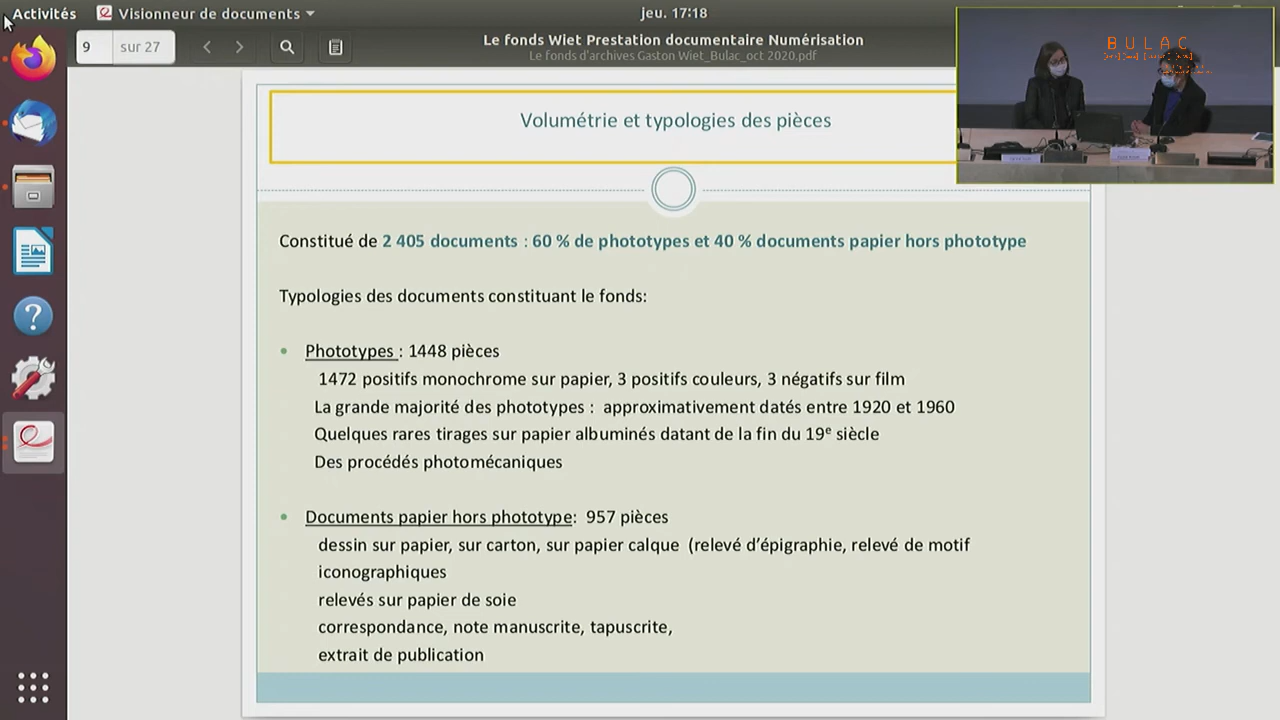 Activités
Visionneur de documents
jeu. 17:18
9
sur 27
Le fonds Wiet Prestation documentaire Numérisation
Le fonds d'archives Gaston Wiet_Bulac_oct 2020.pdf
BULAC
Volumétrie et typologies des pièces
Constitué de 2 405 documents : 60 % de phototypes et 40 % documents papier hors phototype
Typologies des documents constituant le fonds:
• Phototypes : 1448 pièces
1472 positifs monochrome sur papier, 3 positifs couleurs, 3 négatifs sur film
La grande majorité des phototypes : approximativement datés entre 1920 et 1960
Quelques rares tirages sur papier albuminés datant de la fin du 19e siècle
Des procédés photomécaniques
• Documents papier hors phototype: 957 pièces
dessin sur papier, sur carton, sur papier calque (relevé d’épigraphie, relevé de motif
iconographiques
relevés sur papier de soie
correspondance, note manuscrite, tapuscrite,
extrait de publication